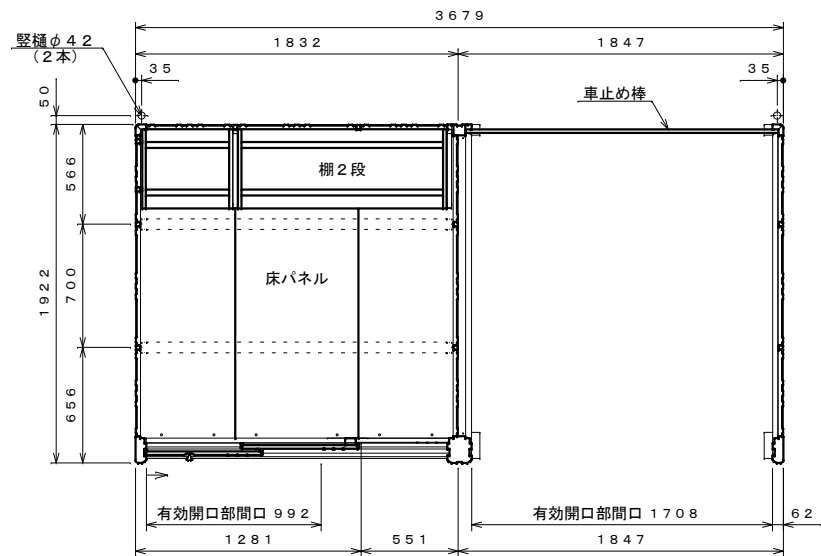 3679
竪樋φ42
(2本)
1832
1847
35
35
50
車止め棒
566
棚2段
1922
700
床パネル
656
有効開口部間口 992
有効開口部間口 1708
62
1281
551
1847